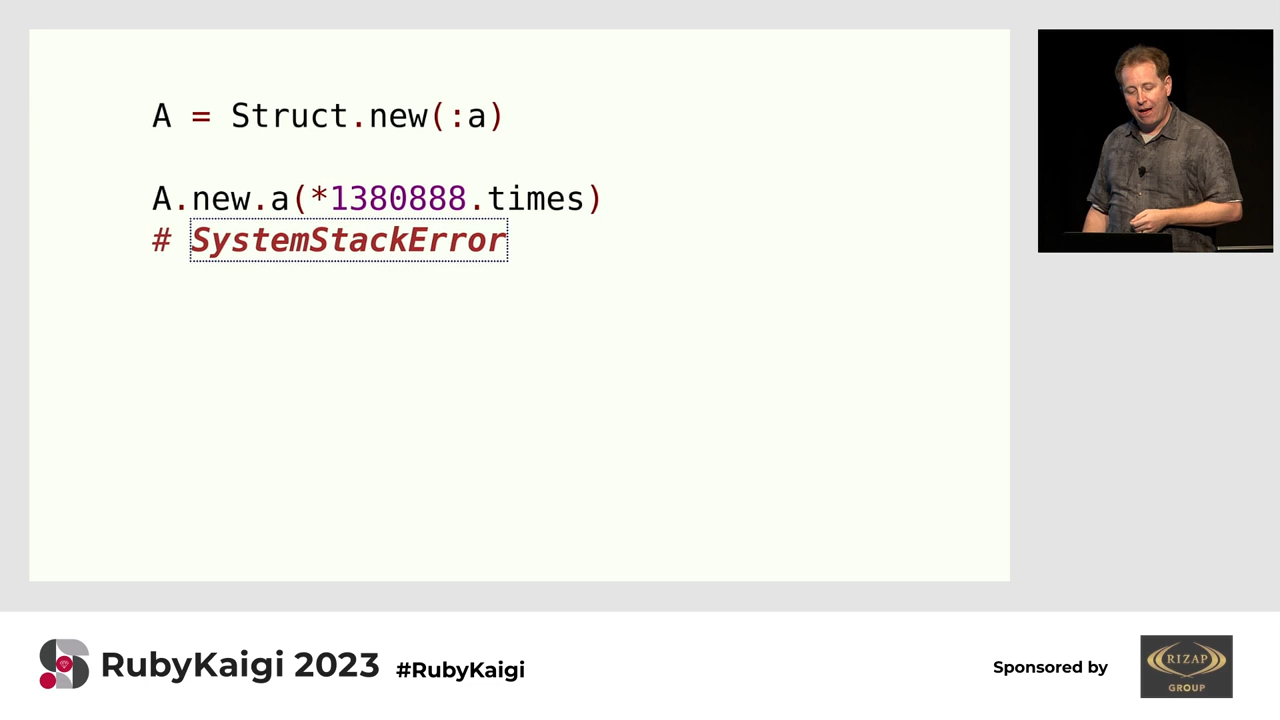 A = Struct.new(:a)
A.new.a(*1380888.times)
# SystemStackError
RubyKaigi 2023 #RubyKaigi
Sponsored by
RIZAP
GROUP